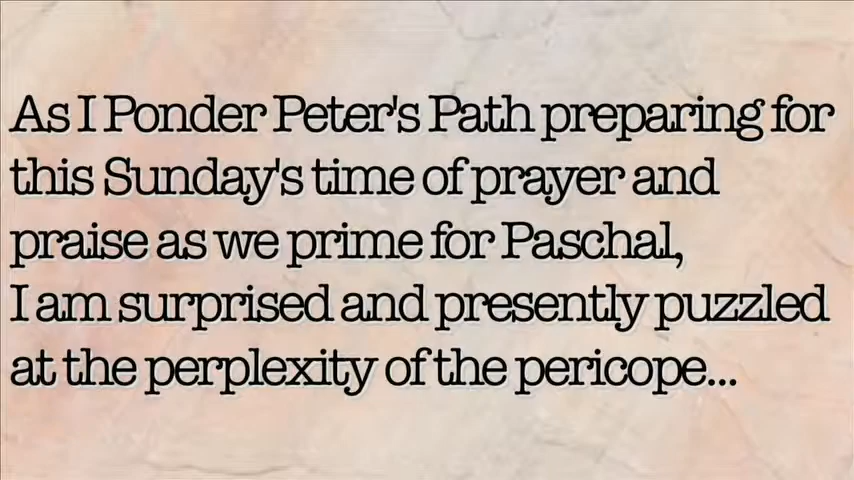 As I Ponder Peter's Path preparing for
this Sunday's time of prayer and
praise as we prime for Paschal,
I am surprised and presently puzzled
at the perplexity of the pericope...